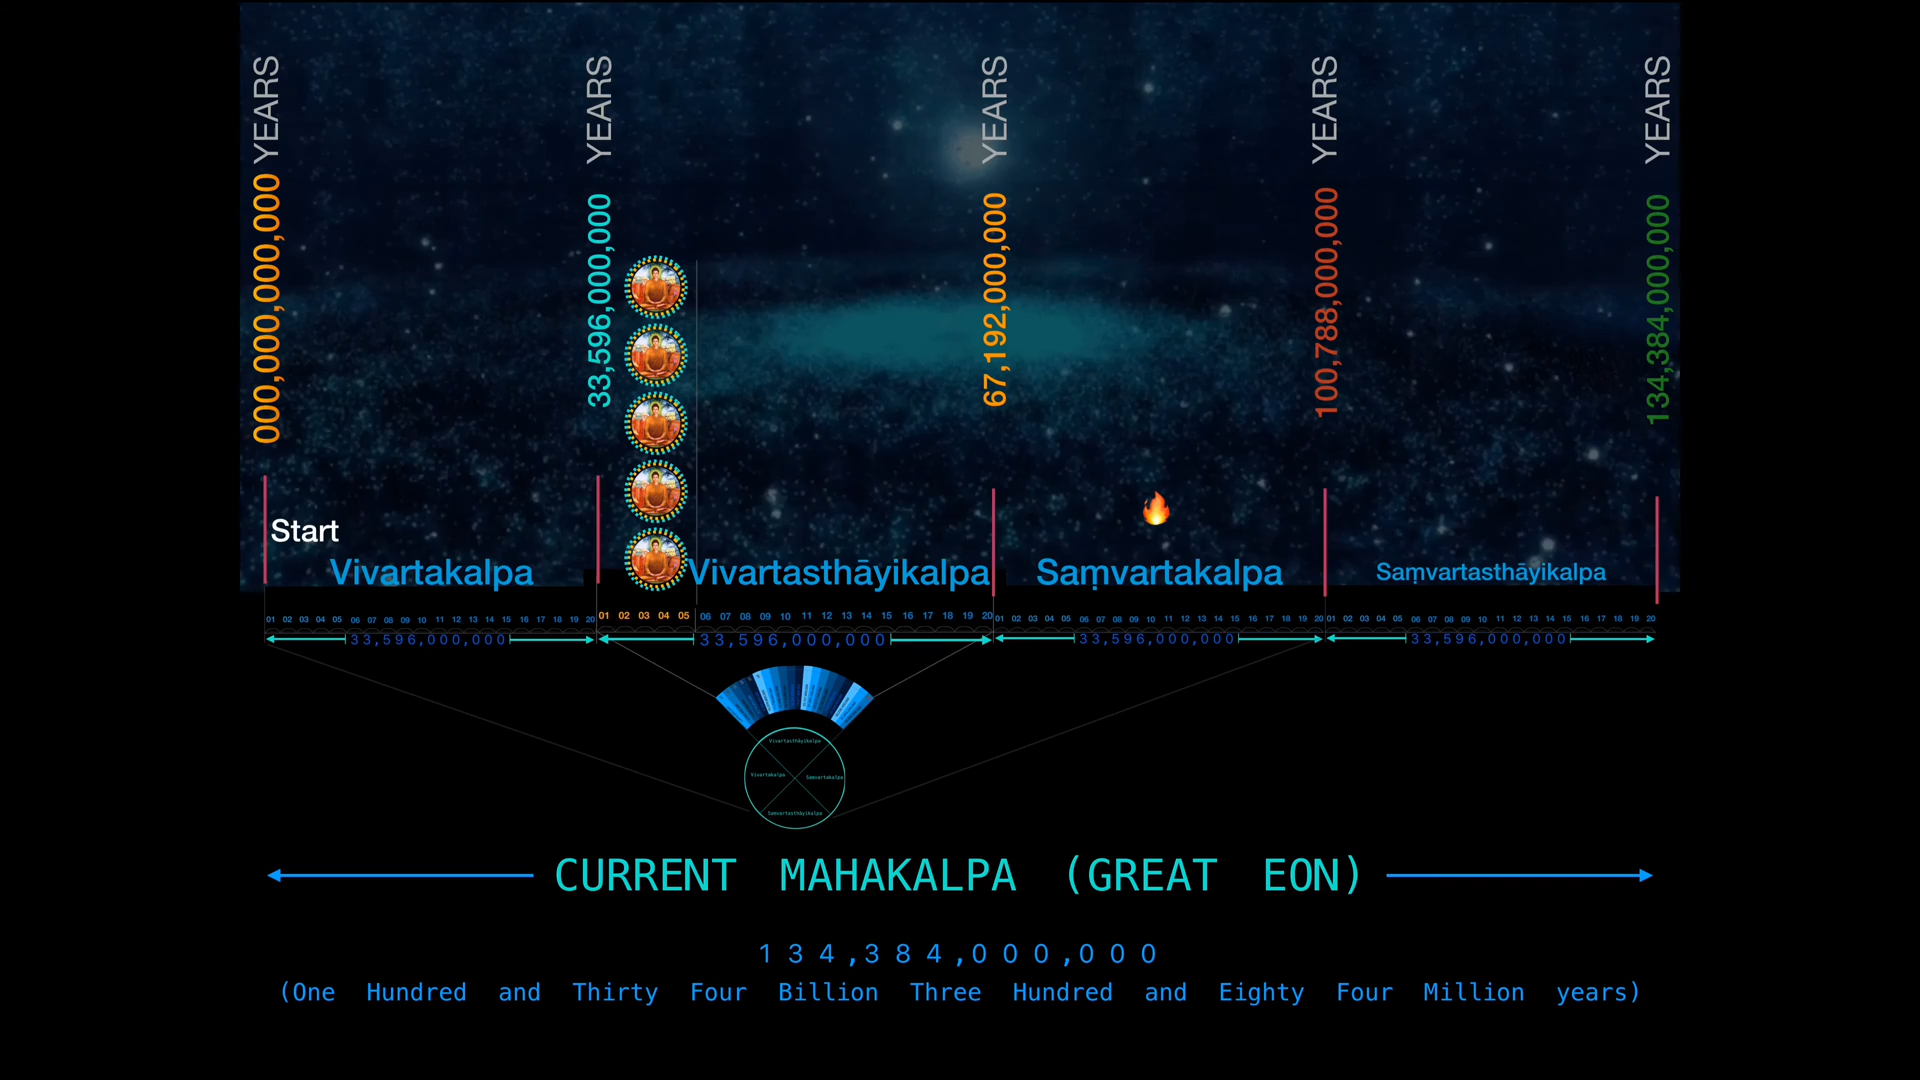 000,000,000,000 YEARS
33,596,000,000 YEARS
67,192,000,000 YEARS
100,788,000,000 YEARS
134,384,000,000 YEARS
Start
Vivartakalpa
Vivartasthāyikalpa
Saṃvartakalpa
Saṃvartasthāyikalpa
01 02 03 04 05 06 07 08 09 10 11 12 13 14 15 16 17 18 19 20
01 02 03 04 05 06 07 08 09 10 11 12 13 14 15 16 17 18 19 20
01 02 03 04 05 06 07 08 09 10 11 12 13 14 15 16 17 18 19 20
01 02 03 04 05 06 07 08 09 10 11 12 13 14 15 16 17 18 19 20
33,596,000,000
33,596,000,000
33,596,000,000
33,596,000,000
Vivartasthāyikalpa
Vivartakalpa
Saṃvartakalpa
Saṃvartasthāyikalpa
CURRENT MAHAKALPA (GREAT EON)
134,384,000,000
(One Hundred and Thirty Four Billion Three Hundred and Eighty Four Million years)